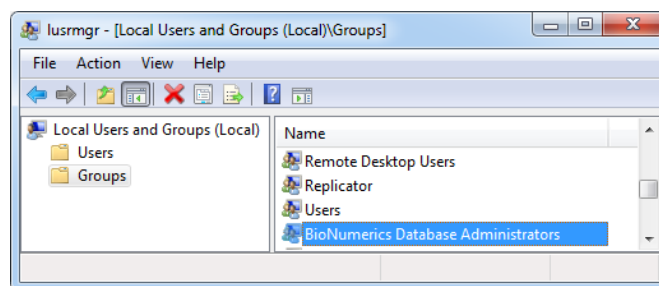 lusrmgr - [Local Users and Groups (Local)\Groups]
File Action View Help
Local Users and Groups (Local)
Users
Groups
Name
Remote Desktop Users
Replicator
Users
BioNumerics Database Administrators